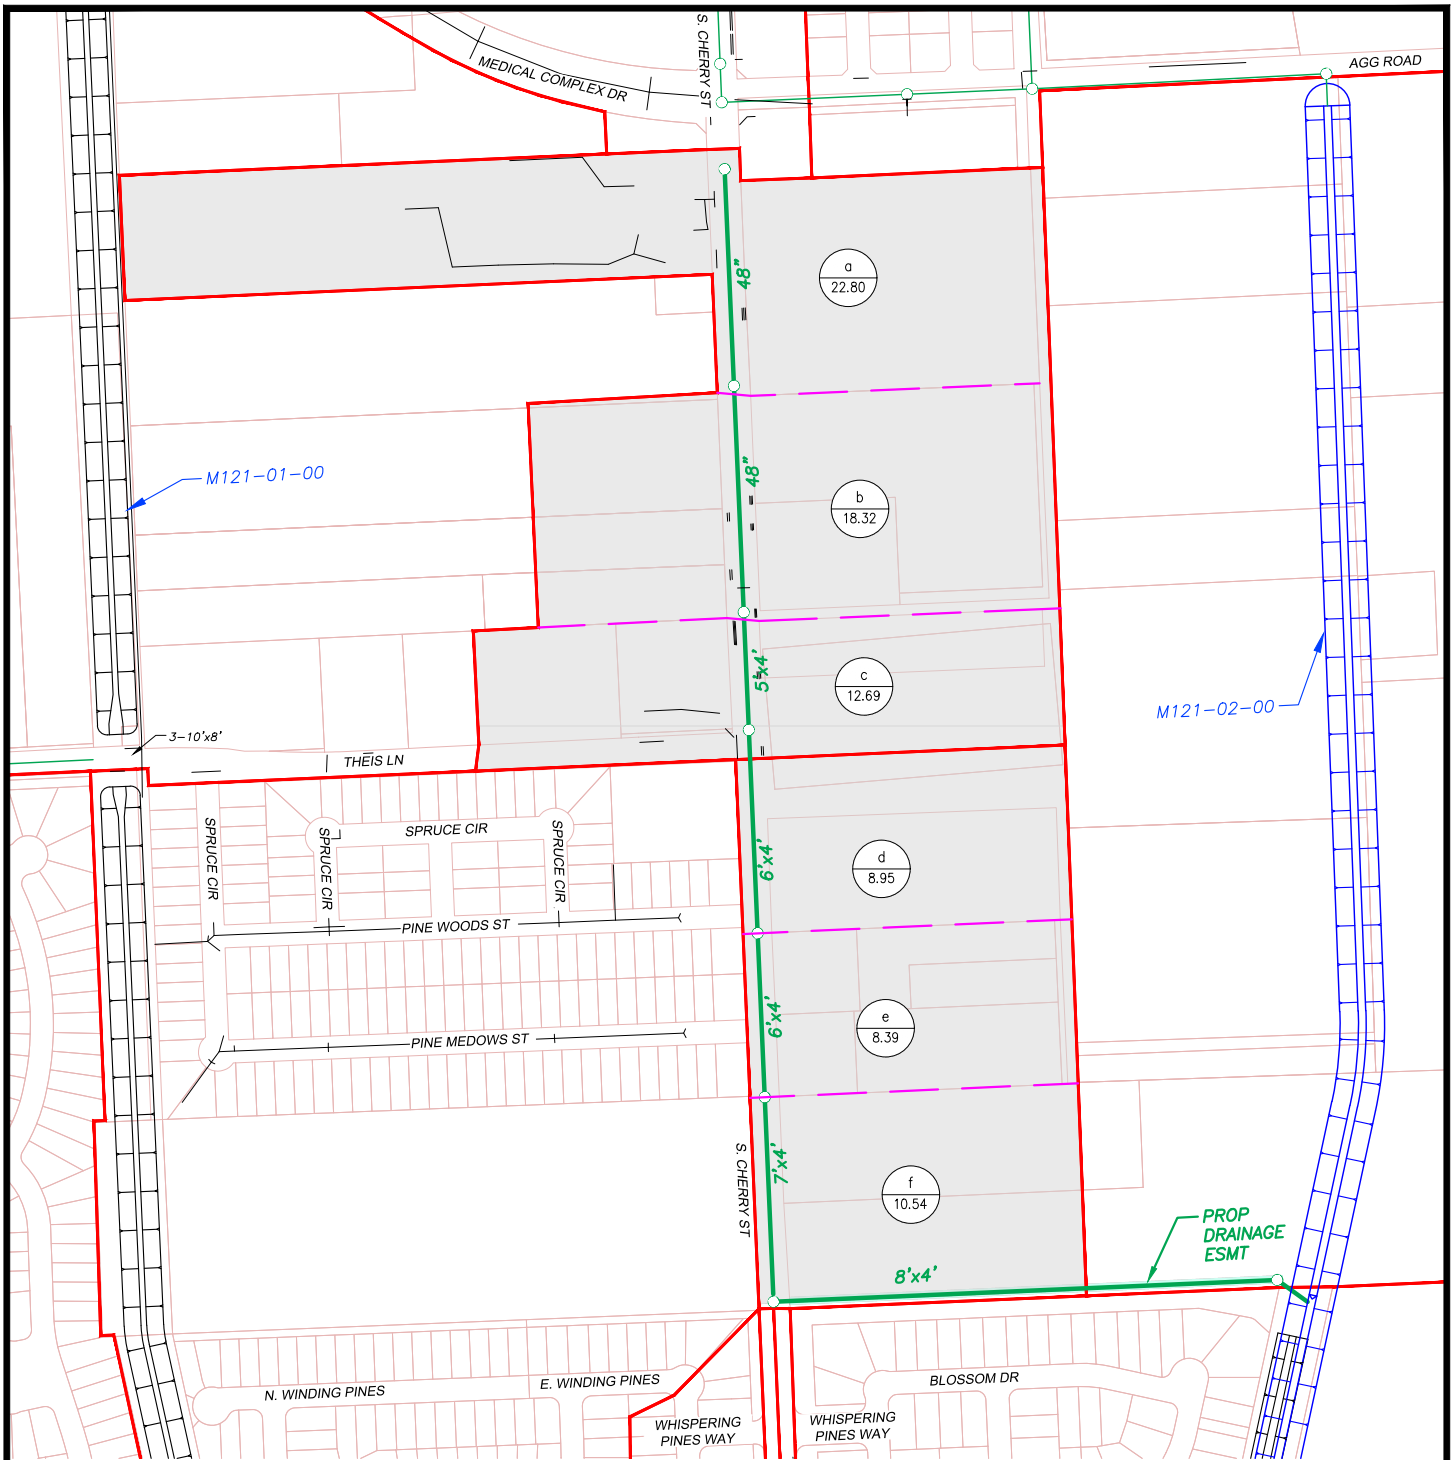 S. CHERRY ST
MEDICAL COMPLEX DR
AGG ROAD
48"
a
22.80
M121-01-00
48"
b
18.32
5'x4'
c
12.69
M121-02-00
3-10'x8'
THEIS LN
SPRUCE CIR
SPRUCE CIR
SPRUCE CIR
SPRUCE CIR
6'x4'
d
8.95
PINE WOODS ST
6'x4'
e
8.39
PINE MEDOWS ST
S. CHERRY ST
7'x4'
f
10.54
PROP
DRAINAGE
ESMT
8'x4'
N. WINDING PINES
E. WINDING PINES
BLOSSOM DR
WHISPERING
PINES WAY
WHISPERING
PINES WAY